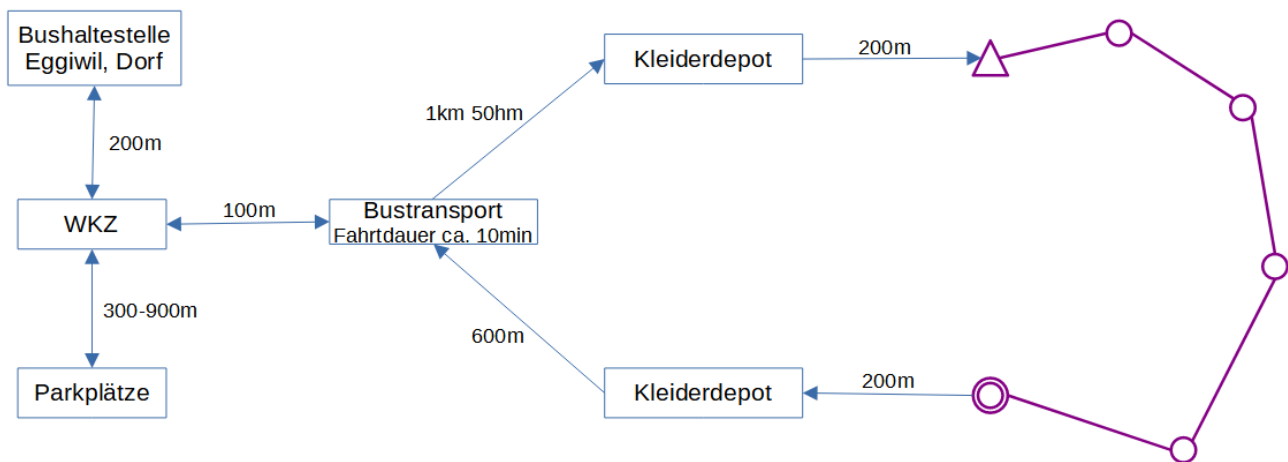 Bushaltestelle
Eggiwil, Dorf
200m
WKZ
300-900m
Parkplätze
100m
Bustransport
Fahrtdauer ca. 10min
1km 50hm
Kleiderdepot
200m
600m
Kleiderdepot
200m